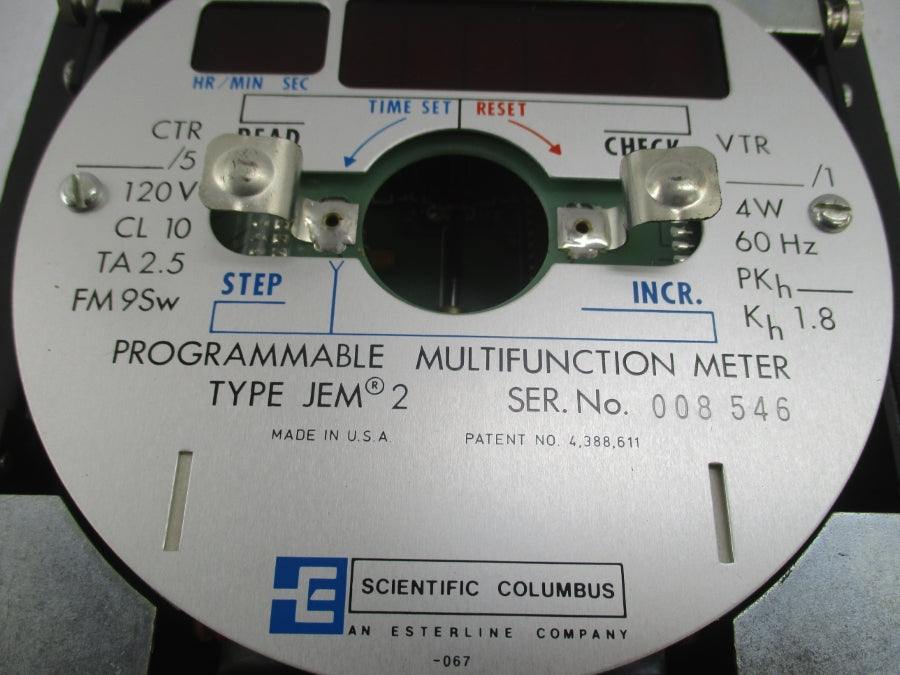 HR/MIN SEC
TIME SET RESET
READ CHECK
CTR
/5
VTR
/1
120 V
CL 10
TA 2.5
FM 9Sw
4W
60 Hz
PKh
Kh 1.8
STEP
INCR.
PROGRAMMABLE MULTIFUNCTION METER
TYPE JEM® 2 SER. No. 008 546
MADE IN U.S.A. PATENT NO. 4,388,611
SCIENTIFIC COLUMBUS
AN ESTERLINE COMPANY
-067